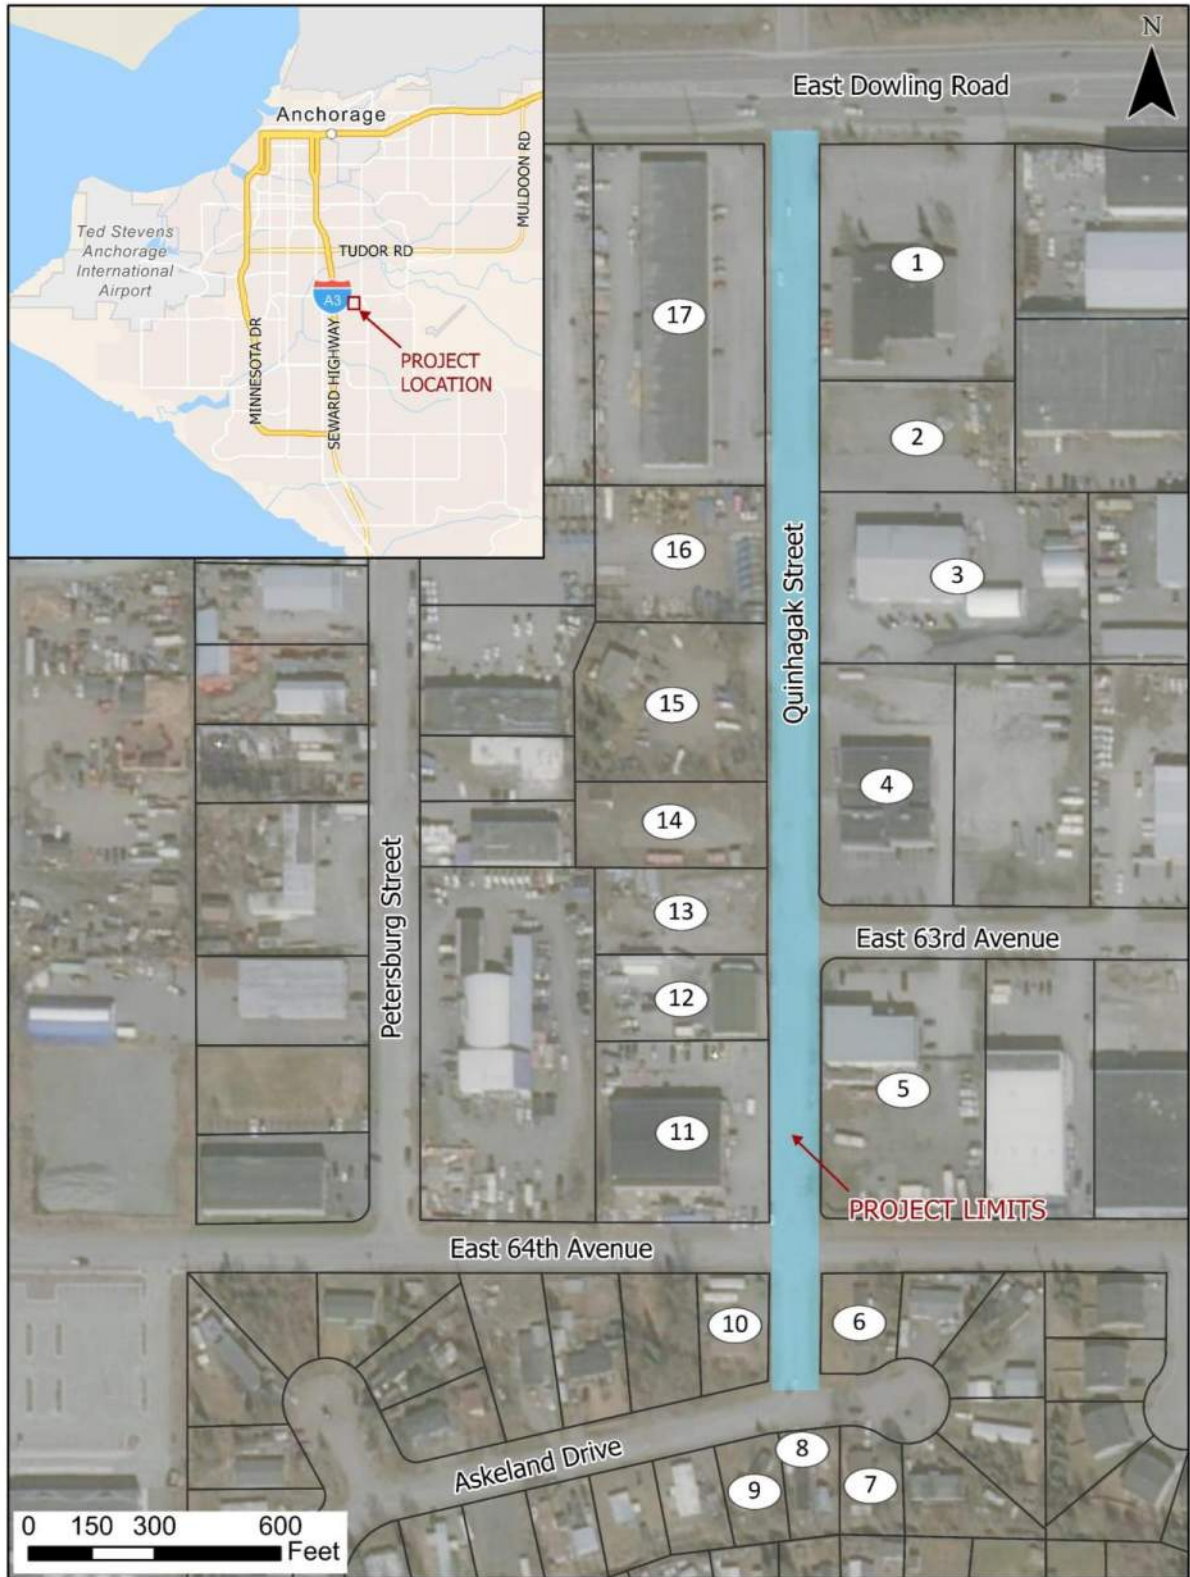 N
East Dowling Road
Anchorage
MULDOON RD
Ted Stevens
Anchorage
International
Airport
TUDOR RD
A3
MINNESOTA DR
SEWARD HIGHWAY
PROJECT
LOCATION
1
17
2
16
3
Quinhagak Street
15
4
14
Petersburg Street
13
East 63rd Avenue
12
5
11
PROJECT LIMITS
East 64th Avenue
10
6
Askeland Drive
8
9
7
0 150 300 600
Feet